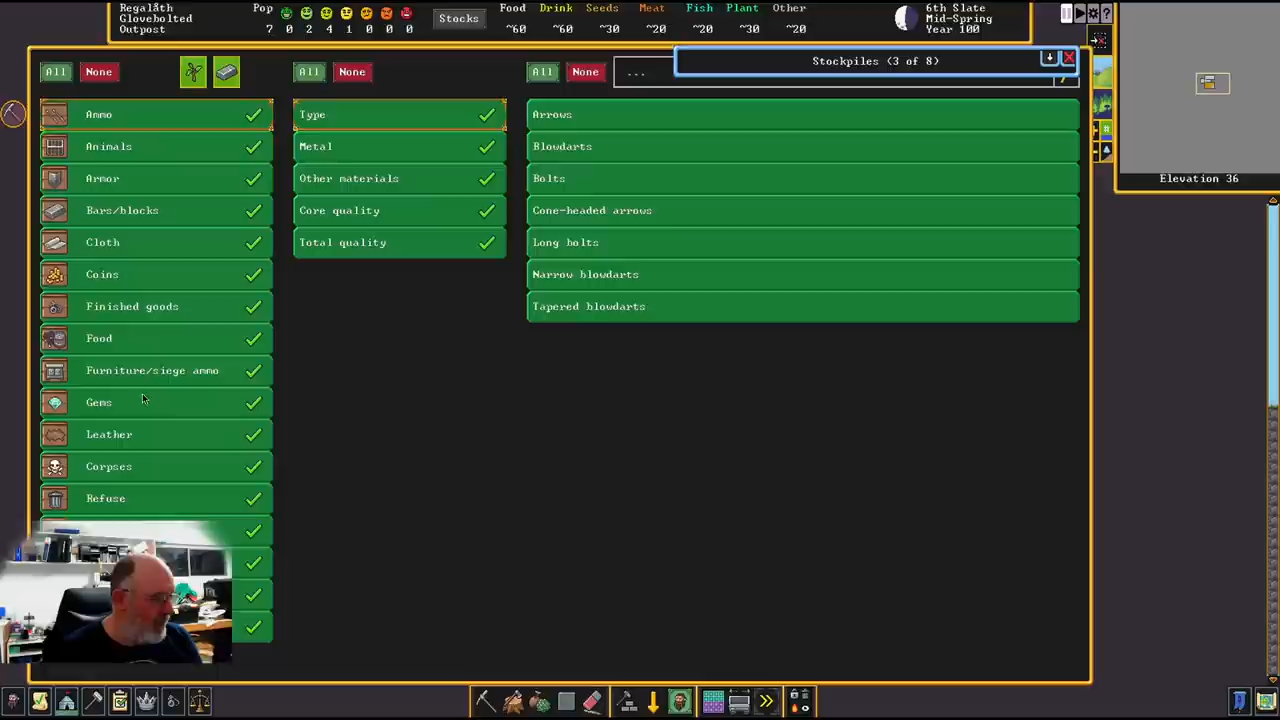 Regalåth
Glovebolted
Outpost
Pop
7 0 2 4 1 0 0 0
Stocks
Food Drink Seeds Meat Fish Plant Other
~60 ~60 ~60 ~20 ~20 ~30 ~20
6th Slate
Mid-Spring
Year 100
Stockpiles (3 of 8)
All None
All None
All None ...
Elevation 36
Ammo
Animals
Armor
Bars/blocks
Cloth
Coins
Finished goods
Food
Furniture/siege ammo
Gems
Leather
Corpses
Refuse
Type
Metal
Other materials
Core quality
Total quality
Arrows
Blowdarts
Bolts
Cone-headed arrows
Long bolts
Narrow blowdarts
Tapered blowdarts